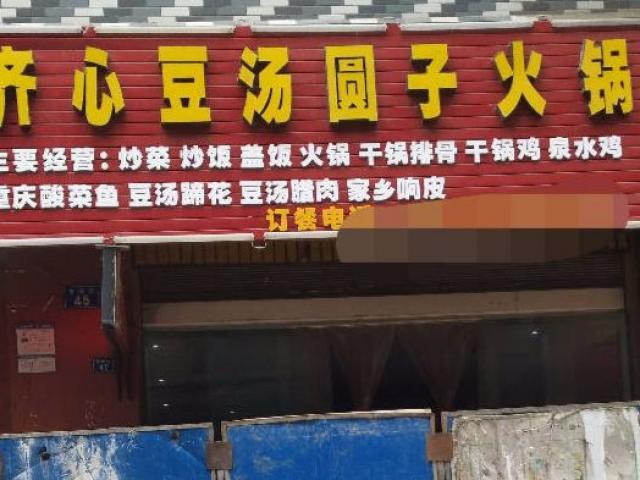 齐心豆汤圆子火锅
主要经营：炒菜 炒饭 盖饭 火锅 干锅排骨 干锅鸡 泉水鸡
重庆酸菜鱼 豆汤蹄花 豆汤腊肉 家乡响皮
订餐电话
45